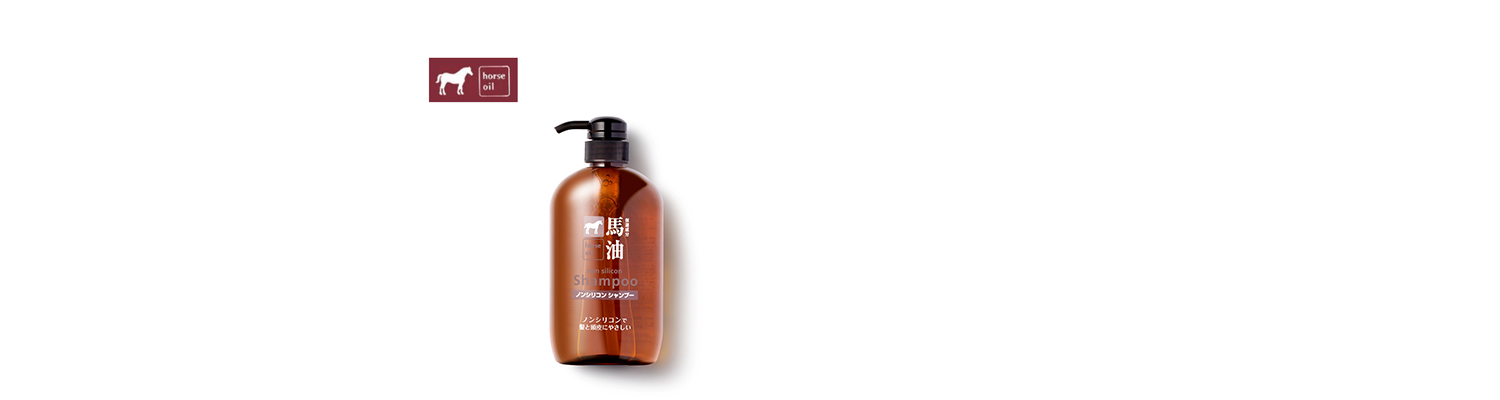 horse
oil
馬油
non silicon
Shampoo
ノンシリコン シャンプー
ノンシリコンで
髪と頭皮にやさしい